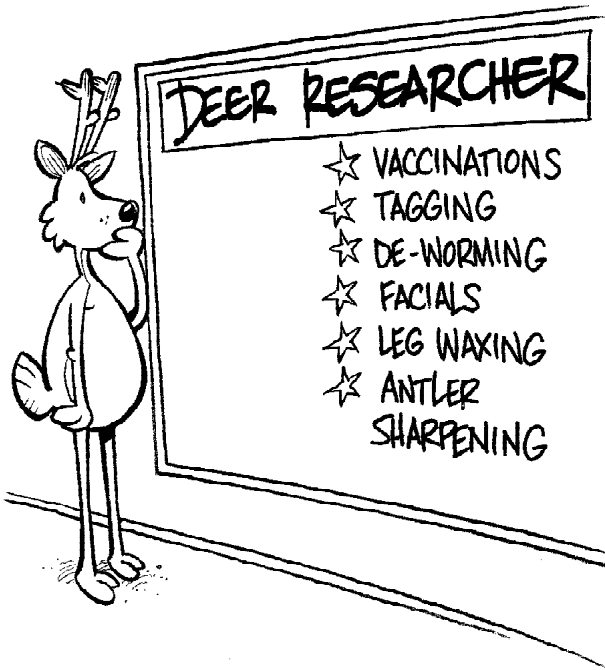 DEER RESEARCHER
VACCINATIONS
TAGGING
DE-WORMING
FACIALS
LEG WAXING
ANTLER
SHARPENING